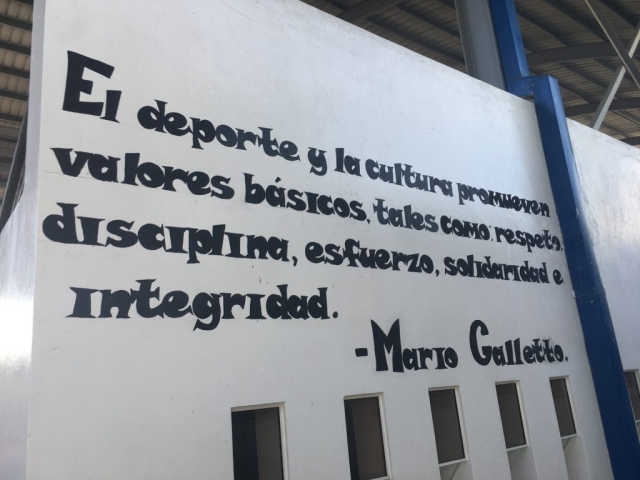 El deporte y la cultura promueven
valores básicos, tales como, respeto,
disciplina, esfuerzo, solidaridad e
integridad.
-Mario Galletto.